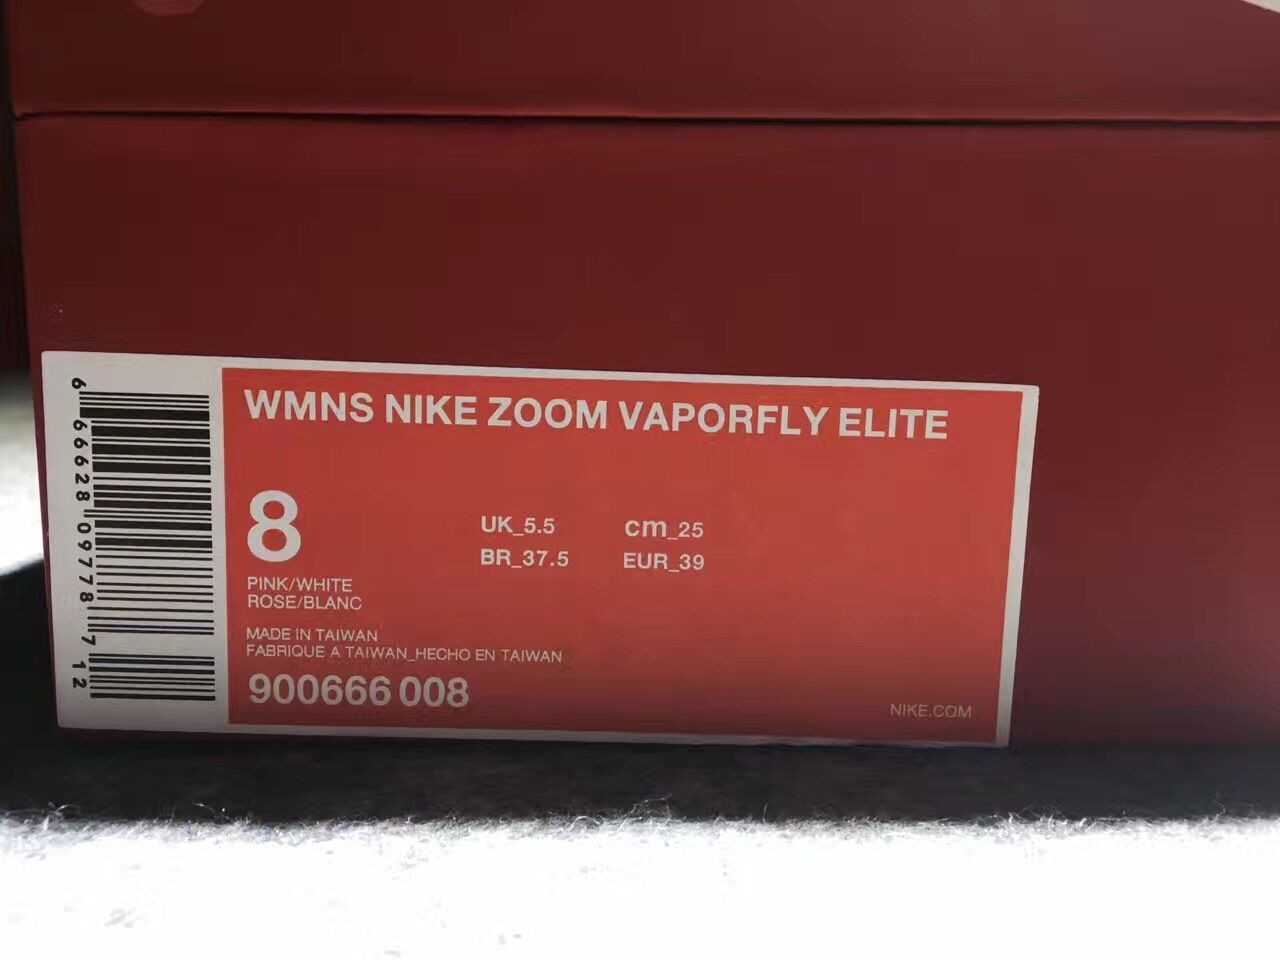 WMNS NIKE ZOOM VAPORFLY ELITE
8
UK_5.5 cm_25
BR_37.5 EUR_39
PINK/WHITE
ROSE/BLANC
MADE IN TAIWAN
FABRIQUE A TAIWAN_HECHO EN TAIWAN
900666 008
NIKE.COM
6 66628 09778 7 12